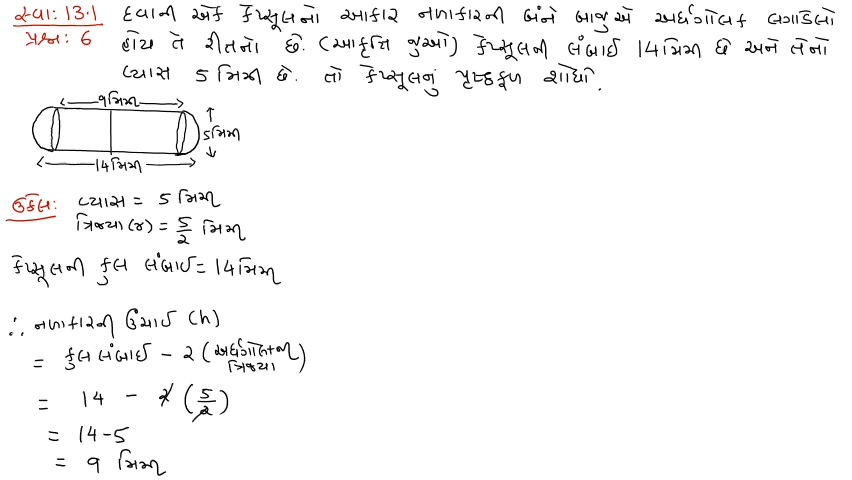 સ્વા: 13.1
પ્રશ્ન: 6
દવાની એક કેપ્સૂલનો આકાર નળાકારની બંને બાજુએ અર્ધગોલક લગાડેલો
હોય તે રીતનો છે. (આકૃતિ જુઓ) કેપ્સૂલની લંબાઈ 14 મિમી છે અને તેનો
વ્યાસ 5 મિમી છે. તો કેપ્સૂલનું પૃષ્ઠફળ શોધો.
9 મિમી
5 મિમી
14 મિમી
ઉકેલ: વ્યાસ = 5 મિમી
ત્રિજ્યા (r) = 5/2 મિમી
કેપ્સૂલની કુલ લંબાઈ = 14 મિમી
∴ નળાકારની ઉંચાઈ (h)
= કુલ લંબાઈ - 2 (અર્ધગોલકની ત્રિજ્યા)
= 14 - 2 (5/2)
= 14-5
= 9 મિમી